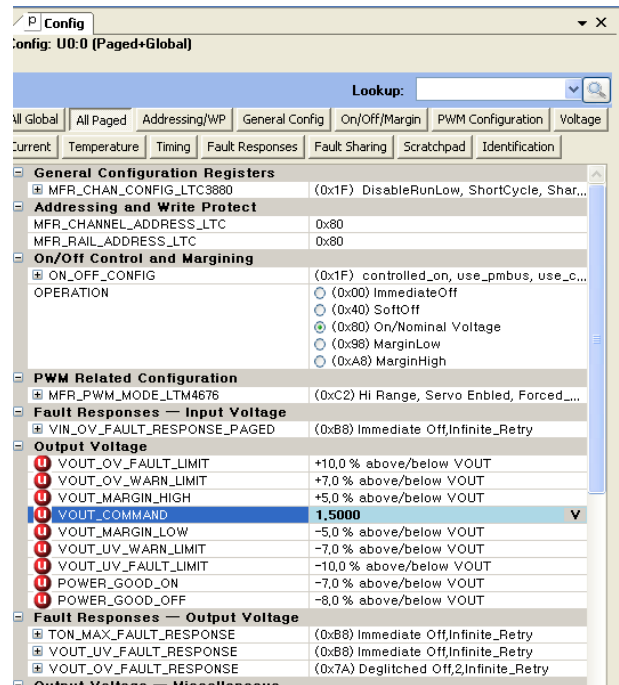 P Config
Config: U0:0 (Paged+Global)
Lookup:
All Global All Paged Addressing/WP General Config On/Off/Margin PWM Configuration Voltage
Current Temperature Timing Fault Responses Fault Sharing Scratchpad Identification
General Configuration Registers
MFR_CHAN_CONFIG_LTC3880 (0x1F) DisableRunLow, ShortCycle, Shar...
Addressing and Write Protect
MFR_CHANNEL_ADDRESS_LTC 0x80
MFR_RAIL_ADDRESS_LTC 0x80
On/Off Control and Margining
ON_OFF_CONFIG (0x1F) controlled_on, use_pmbus, use_c...
OPERATION (0x00) ImmediateOff
(0x40) SoftOff
(0x80) On/Nominal Voltage
(0x98) MarginLow
(0xA8) MarginHigh
PWM Related Configuration
MFR_PWM_MODE_LTM4676 (0xC2) Hi Range, Servo Enbled, Forced_...
Fault Responses — Input Voltage
VIN_OV_FAULT_RESPONSE_PAGED (0xB8) Immediate Off,Infinite_Retry
Output Voltage
U VOUT_OV_FAULT_LIMIT +10,0 % above/below VOUT
U VOUT_OV_WARN_LIMIT +7,0 % above/below VOUT
U VOUT_MARGIN_HIGH +5,0 % above/below VOUT
U VOUT_COMMAND 1,5000 V
U VOUT_MARGIN_LOW -5,0 % above/below VOUT
U VOUT_UV_WARN_LIMIT -7,0 % above/below VOUT
U VOUT_UV_FAULT_LIMIT -10,0 % above/below VOUT
U POWER_GOOD_ON -7,0 % above/below VOUT
U POWER_GOOD_OFF -8,0 % above/below VOUT
Fault Responses — Output Voltage
TON_MAX_FAULT_RESPONSE (0xB8) Immediate Off,Infinite_Retry
VOUT_UV_FAULT_RESPONSE (0xB8) Immediate Off,Infinite_Retry
VOUT_OV_FAULT_RESPONSE (0x7A) Deglitched Off,2,Infinite_Retry
Output Voltage — Miscellaneous